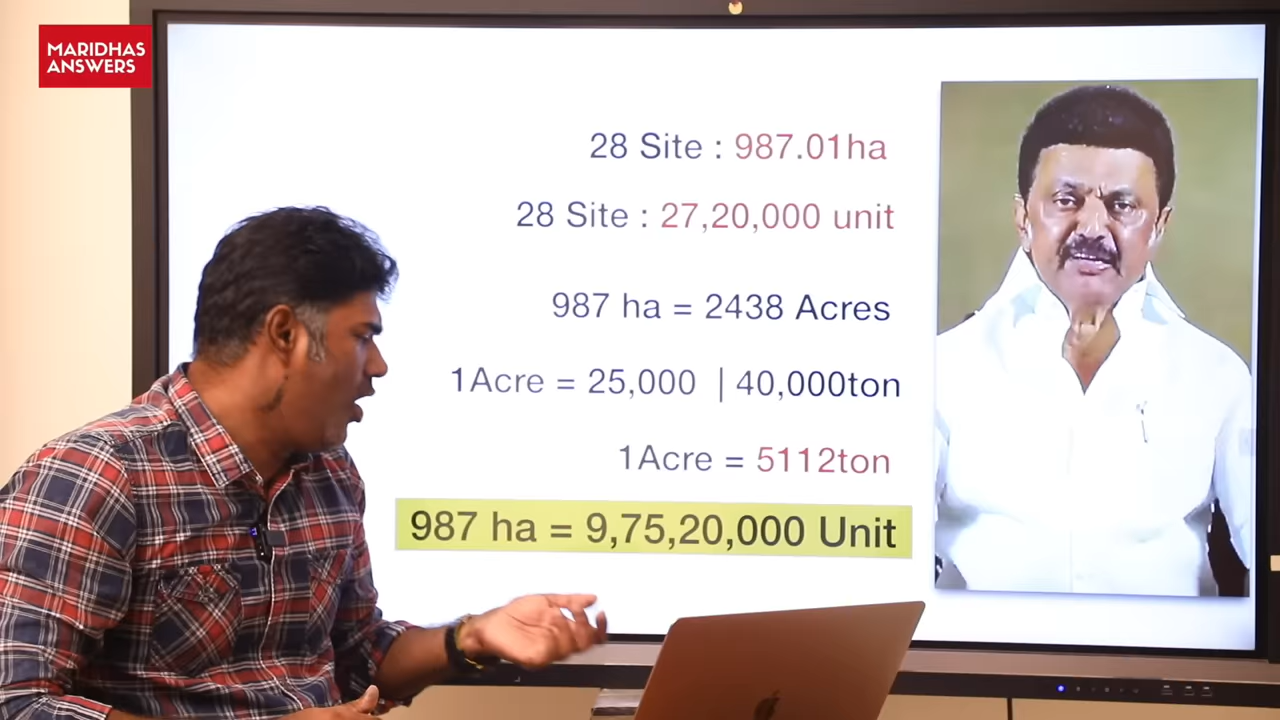 MARIDHAS
ANSWERS
28 Site : 987.01ha
28 Site : 27,20,000 unit
987 ha = 2438 Acres
1Acre = 25,000 | 40,000ton
1Acre = 5112ton
987 ha = 9,75,20,000 Unit